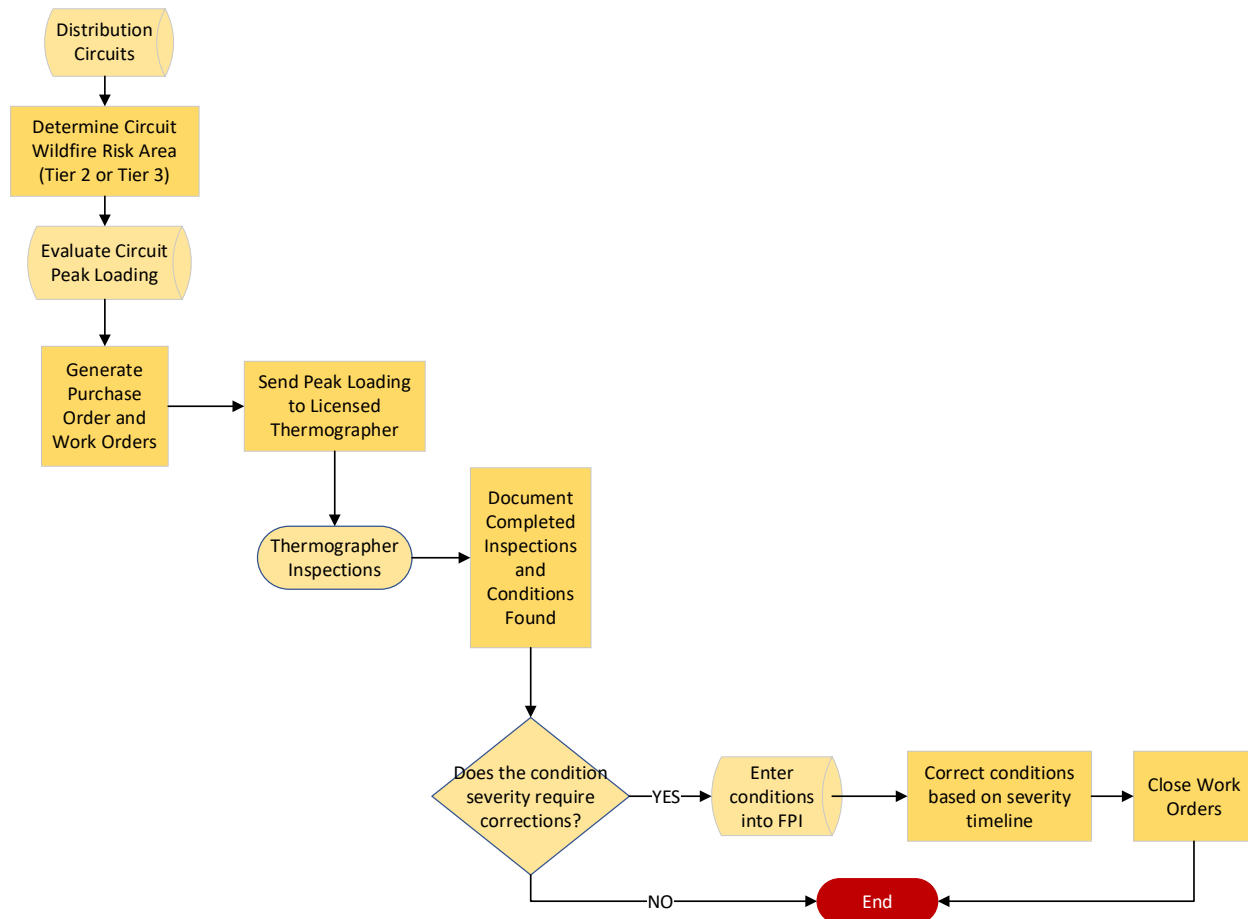 Distribution
Circuits
Determine Circuit
Wildfire Risk Area
(Tier 2 or Tier 3)
Evaluate Circuit
Peak Loading
Generate
Purchase
Order and
Work Orders
Send Peak Loading
to Licensed
Thermographer
Thermographer
Inspections
Document
Completed
Inspections
and
Conditions
Found
Does the condition
severity require
corrections?
YES
Enter
conditions
into FPI
Correct conditions
based on severity
timeline
Close Work
Orders
NO
End